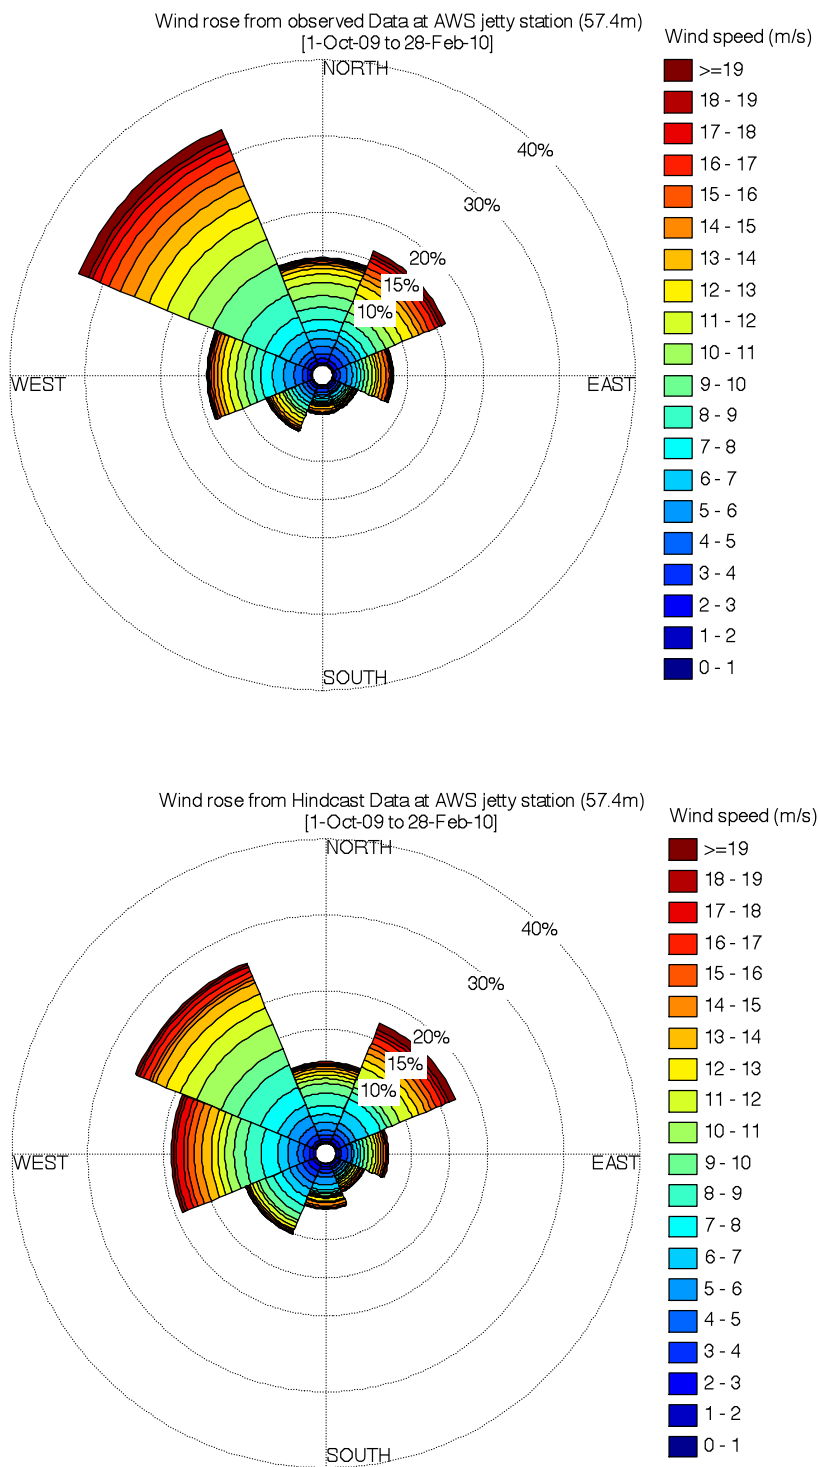 Wind rose from observed Data at AWS jetty station (57.4m)
[1-Oct-09 to 28-Feb-10]
Wind speed (m/s)
NORTH
>=19
18 - 19
17 - 18
40%
16 - 17
15 - 16
30%
14 - 15
20%
13 - 14
15%
12 - 13
10%
11 - 12
10 - 11
WEST
EAST
9 - 10
8 - 9
7 - 8
6 - 7
5 - 6
4 - 5
3 - 4
2 - 3
1 - 2
SOUTH
0 - 1
Wind rose from Hindcast Data at AWS jetty station (57.4m)
[1-Oct-09 to 28-Feb-10]
Wind speed (m/s)
NORTH
>=19
18 - 19
17 - 18
40%
16 - 17
15 - 16
30%
14 - 15
20%
13 - 14
15%
12 - 13
10%
11 - 12
10 - 11
WEST
EAST
9 - 10
8 - 9
7 - 8
6 - 7
5 - 6
4 - 5
3 - 4
2 - 3
1 - 2
0 - 1
SOUTH